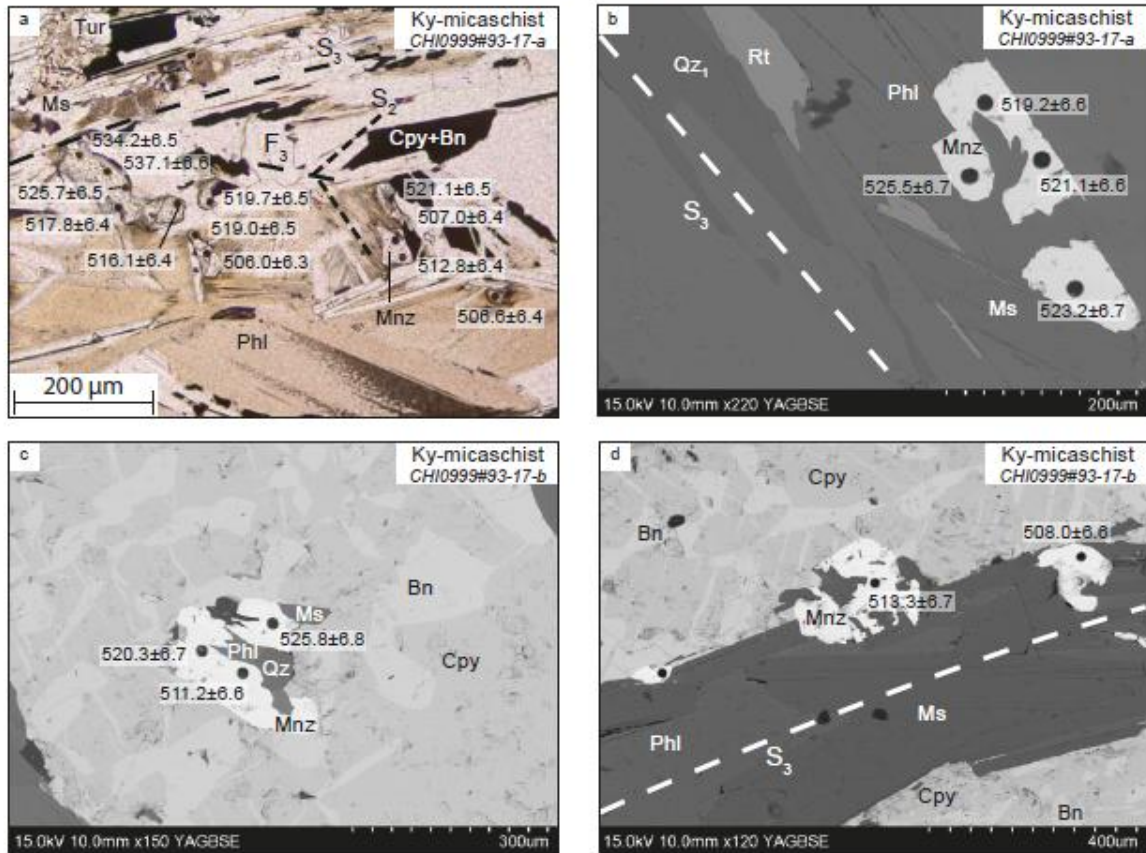 a
Ky-micaschist
CHI0999#93-17-a
Tur
S3
Ms
S2
F3
Cpy+Bn
534.2±6.5
537.1±6.6
525.7±6.5
519.7±6.5
521.1±6.5
517.8±6.4
519.0±6.5
507.0±6.4
516.1±6.4
506.0±6.3
512.8±6.4
Mnz
506.6±6.4
Phl
200 µm
b
Ky-micaschist
CHI0999#93-17-a
Qz1
Rt
Phl
519.2±6.6
Mnz
525.5±6.7
521.1±6.6
S3
Ms
523.2±6.7
15.0kV 10.0mm x220 YAGBSE
200um
c
Ky-micaschist
CHI0999#93-17-b
Bn
Ms
525.8±6.8
520.3±6.7
Phl
Qz
Cpy
511.2±6.6
Mnz
15.0kV 10.0mm x150 YAGBSE
300um
d
Ky-micaschist
CHI0999#93-17-b
Cpy
Bn
508.0±6.6
513.3±6.7
Mnz
Ms
Phl
S3
Cpy
Bn
15.0kV 10.0mm x120 YAGBSE
400um